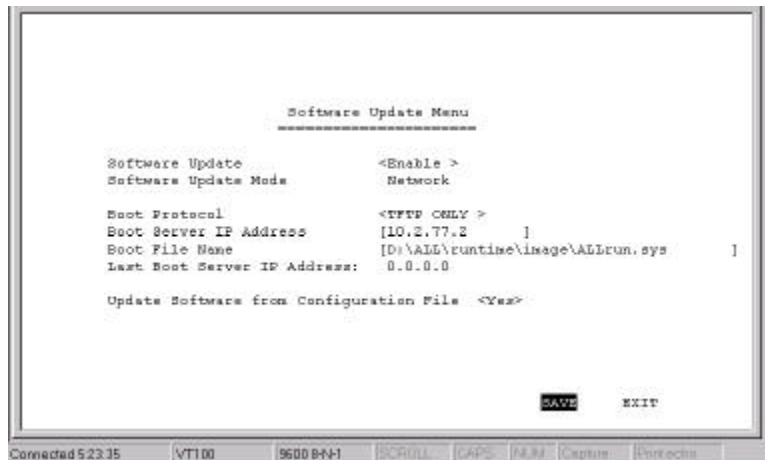 Software Update Menu
========================
Software Update <Enable >
Software Update Mode Network
Boot Protocol <TFTP ONLY >
Boot Server IP Address [10.2.77.2 ]
Boot File Name [D:\ALL\runtime\image\ALLrun.sys ]
Last Boot Server IP Address: 0.0.0.0
Update Software from Configuration File <Yes>
SAVE EXIT
Connected 5:23:35 VT100 9600 8-N-1 SCROLL CAPS NUM Capture Print echo